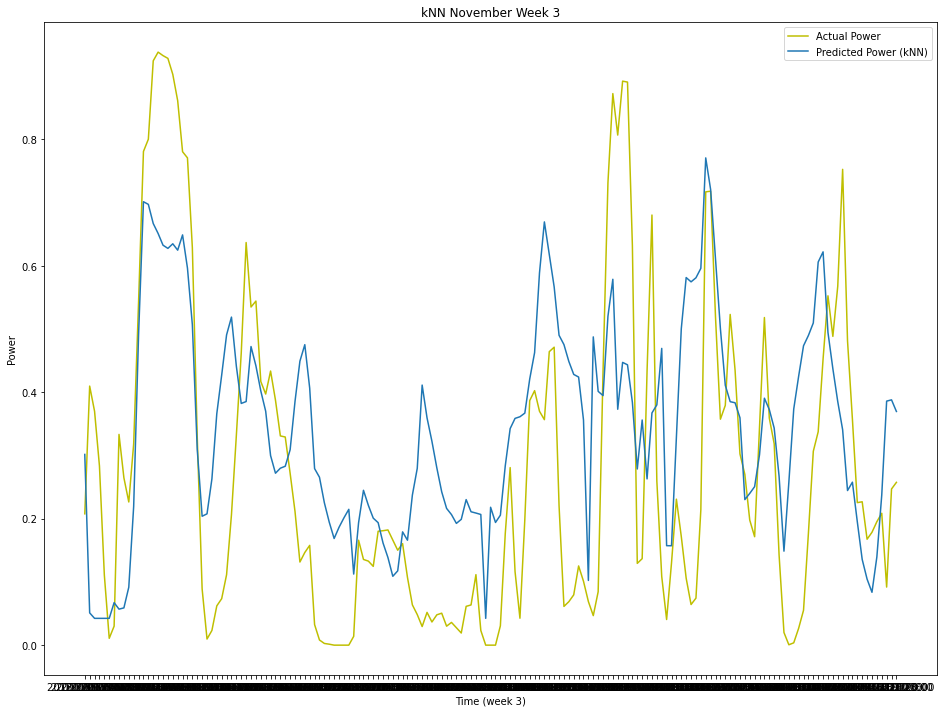 kNN November Week 3
Actual Power
Predicted Power (kNN)
0.8
0.6
0.4
0.2
0.0
Power
Time (week 3)